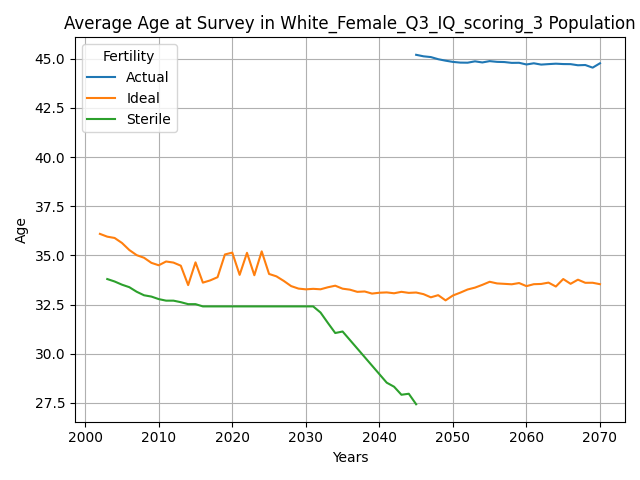 Average Age at Survey in White_Female_Q3_IQ_scoring_3 Population
Fertility
Actual
Ideal
Sterile
45.0
42.5
40.0
37.5
35.0
32.5
30.0
27.5
Age
2000 2010 2020 2030 2040 2050 2060 2070
Years